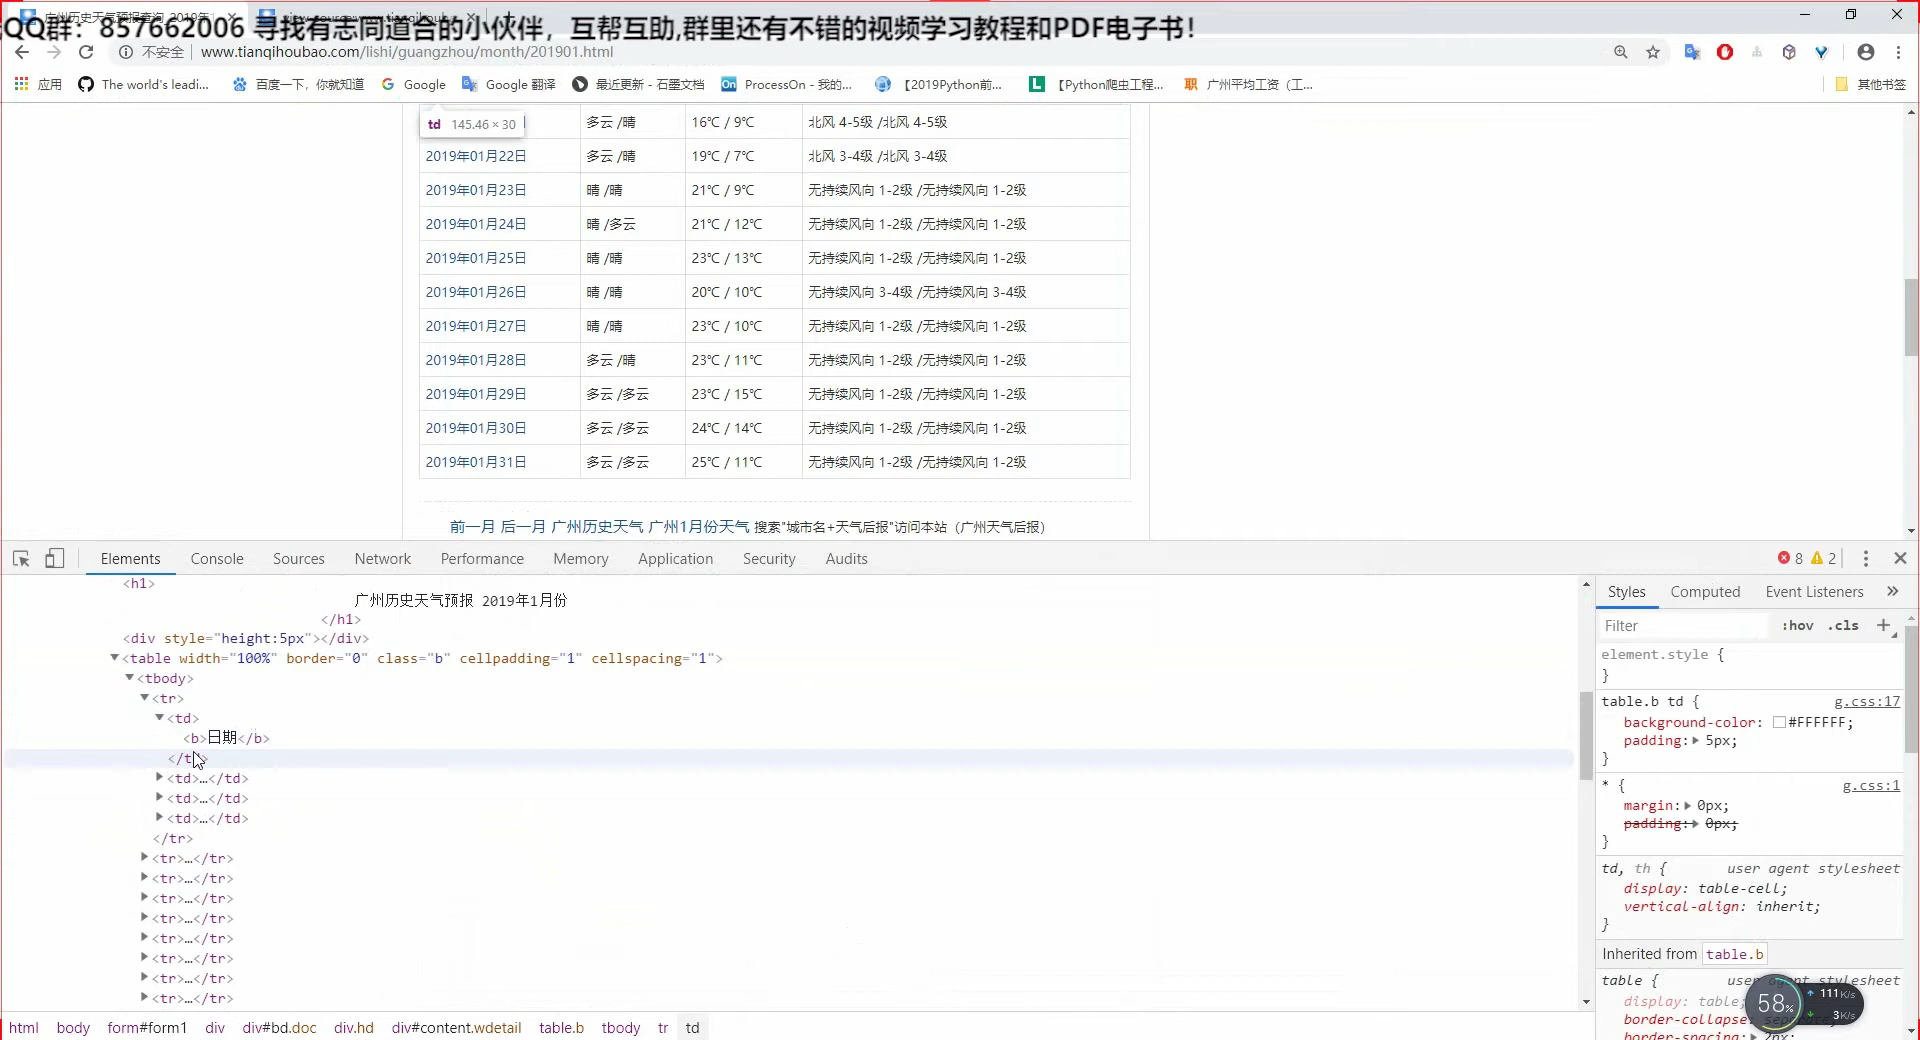 QQ群：857662006 寻找有志同道合的小伙伴，互帮互助,群里还有不错的视频学习教程和PDF电子书！
不安全 www.tianqihoubao.com/lishi/guangzhou/month/201901.html
应用 The world's leadi... 百度一下，你就知道 Google Google 翻译 最近更新 - 石墨文档 ProcessOn - 我的... 【2019Python前... 【Python爬虫工程... 广州平均工资（工... 其他书签
td 145.46 × 30 多云 /晴 16℃ / 9℃ 北风 4-5级 /北风 4-5级
2019年01月22日 多云 /晴 19℃ / 7℃ 北风 3-4级 /北风 3-4级
2019年01月23日 晴 /晴 21℃ / 9℃ 无持续风向 1-2级 /无持续风向 1-2级
2019年01月24日 晴 /多云 21℃ / 12℃ 无持续风向 1-2级 /无持续风向 1-2级
2019年01月25日 晴 /晴 23℃ / 13℃ 无持续风向 1-2级 /无持续风向 1-2级
2019年01月26日 晴 /晴 20℃ / 10℃ 无持续风向 3-4级 /无持续风向 3-4级
2019年01月27日 晴 /晴 23℃ / 10℃ 无持续风向 1-2级 /无持续风向 1-2级
2019年01月28日 多云 /晴 23℃ / 11℃ 无持续风向 1-2级 /无持续风向 1-2级
2019年01月29日 多云 /多云 23℃ / 15℃ 无持续风向 1-2级 /无持续风向 1-2级
2019年01月30日 多云 /多云 24℃ / 14℃ 无持续风向 1-2级 /无持续风向 1-2级
2019年01月31日 多云 /多云 25℃ / 11℃ 无持续风向 1-2级 /无持续风向 1-2级
前一月 后一月 广州历史天气 广州1月份天气 搜索"城市名+天气后报"访问本站（广州天气后报）
Elements Console Sources Network Performance Memory Application Security Audits 8 2
<h1>
广州历史天气预报 2019年1月份
</h1>
<div style="height:5px"></div>
<table width="100%" border="0" class="b" cellpadding="1" cellspacing="1">
<tbody>
<tr>
<td>
<b>日期</b>
</td>
<td>…</td>
<td>…</td>
<td>…</td>
</tr>
<tr>…</tr>
<tr>…</tr>
<tr>…</tr>
<tr>…</tr>
<tr>…</tr>
<tr>…</tr>
<tr>…</tr>
<tr>…</tr>
html body form#form1 div div#bd.doc div.hd div#content.wdetail table.b tbody tr td
Styles Computed Event Listeners
Filter :hov .cls
element.style {
}
table.b td { g.css:17
background-color: #FFFFFF;
padding: 5px;
}
* { g.css:1
margin: 0px;
padding: 0px;
}
td, th { user agent stylesheet
display: table-cell;
vertical-align: inherit;
}
Inherited from table.b
table { user agent stylesheet
display: table;
border-collapse: separate;
border-spacing: 2px;
58% 111K/s
3K/s